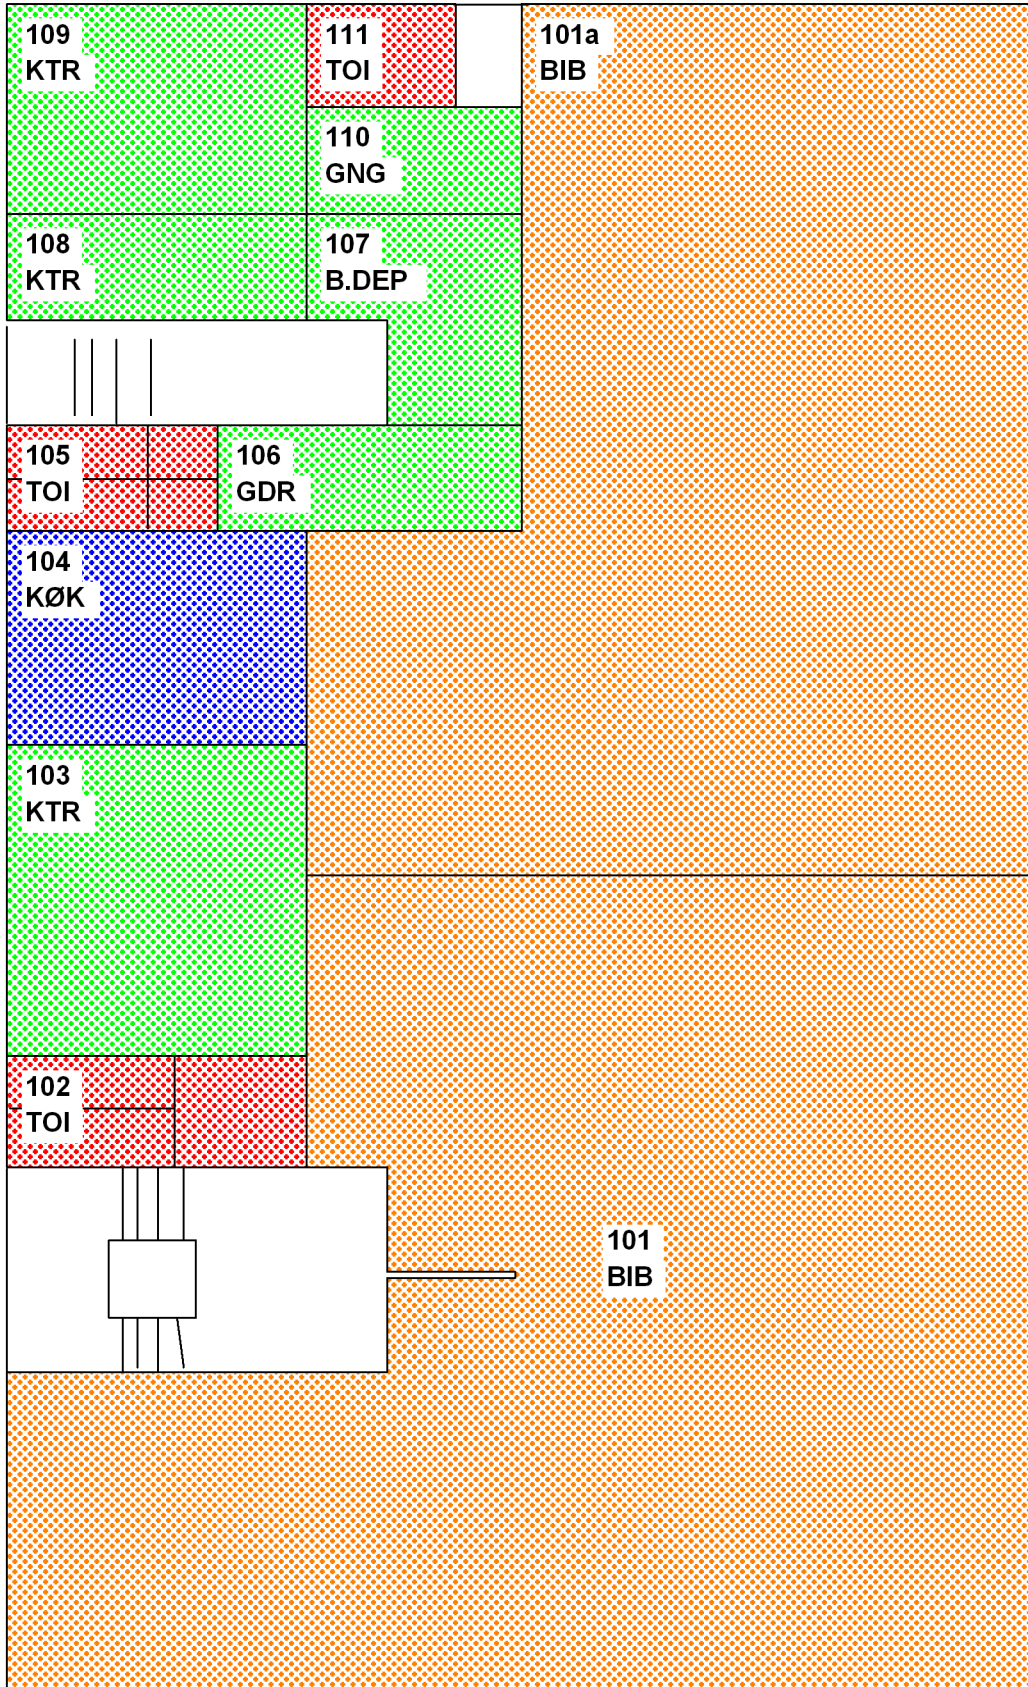 109
KTR
111
TOI
101a
BIB
110
GNG
108
KTR
107
B.DEP
105
TOI
106
GDR
104
KØK
103
KTR
102
TOI
101
BIB